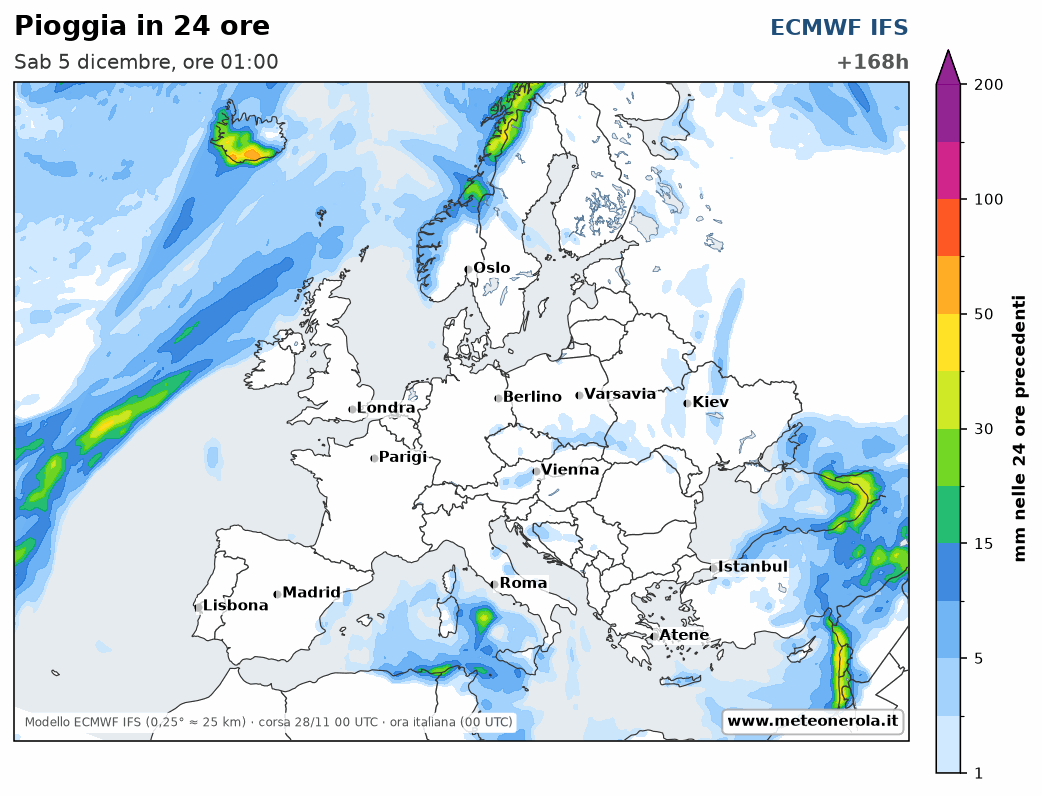 Pioggia in 24 ore
ECMWF IFS
Sab 5 dicembre, ore 01:00
+168h
200
100
50
30
15
5
1
mm nelle 24 ore precedenti
Oslo
Berlino
Varsavia
Kiev
Londra
Parigi
Vienna
Istanbul
Roma
Madrid
Lisbona
Atene
Modello ECMWF IFS (0,25° ≈ 25 km) · corsa 28/11 00 UTC · ora italiana (00 UTC)
www.meteonerola.it